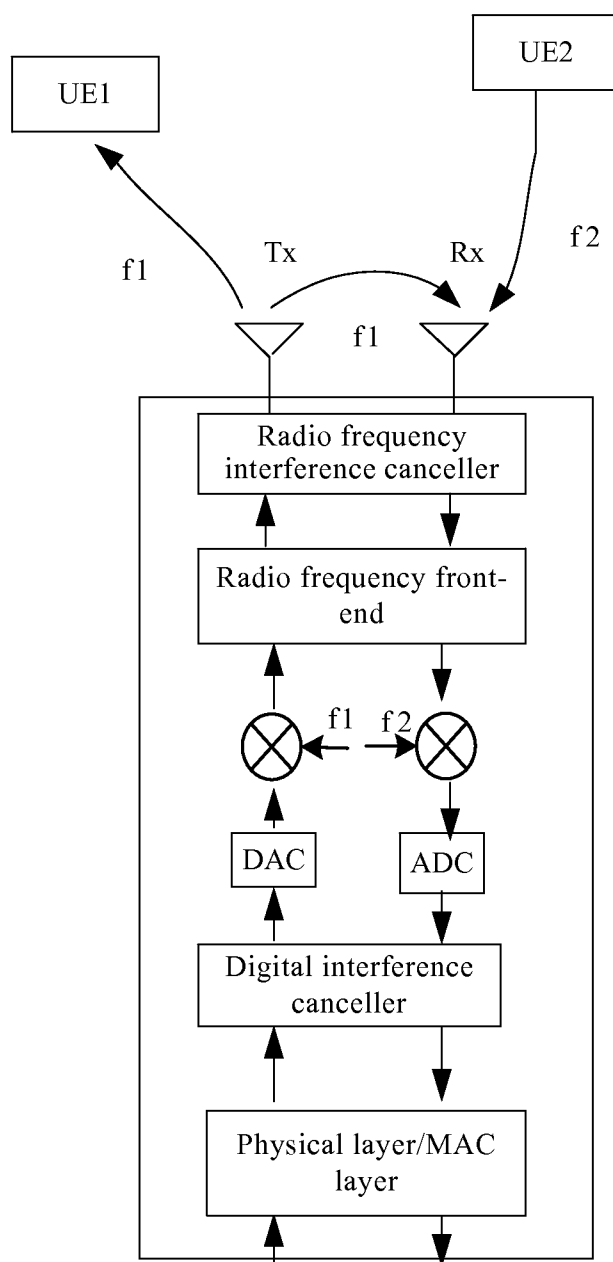 UE2
UE1
Tx
Rx
f2
f1
f1
Radio frequency
interference canceller
Radio frequency front-
end
f1
f2
DAC
ADC
Digital interference
canceller
Physical layer/MAC
layer